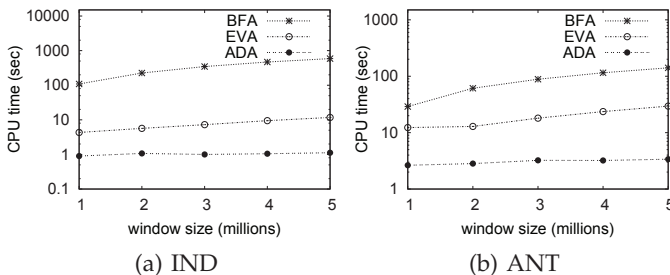 CPU time (sec)
10000
1000
100
10
1
0.1
BFA
EVA
ADA
1 2 3 4 5
window size (millions)
(a) IND
CPU time (sec)
1000
100
10
1
BFA
EVA
ADA
1 2 3 4 5
window size (millions)
(b) ANT